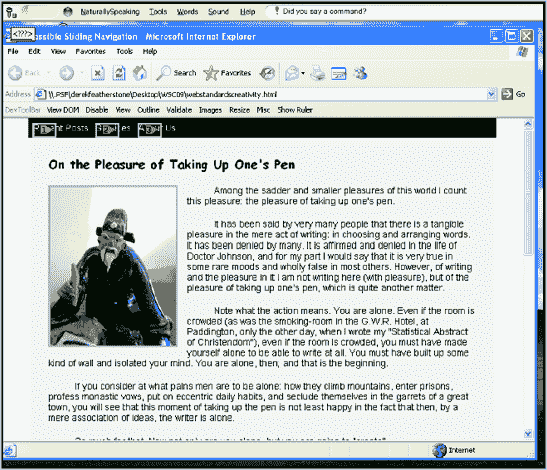 NaturallySpeaking Tools Words Sound Help Did you say a command?
<???> ossible Sliding Navigation - Microsoft Internet Explorer
File Edit View Favorites Tools Help
Back Search Favorites
Address \\.PSF\derekfeatherstone\Desktop\WSC09\webstandardscreativity.html Go
DevToolBar View DOM Disable View Outline Validate Images Resize Misc Show Ruler
Posts Us
On the Pleasure of Taking Up One's Pen
Among the sadder and smaller pleasures of this world I count
this pleasure: the pleasure of taking up one's pen.
It has been said by very many people that there is a tangible
pleasure in the mere act of writing: in choosing and arranging words.
It has been denied by many. It is affirmed and denied in the life of
Doctor Johnson, and for my part I would say that it is very true in
some rare moods and wholly false in most others. However, of writing
and the pleasure in it I am not writing here (with pleasure), but of the
pleasure of taking up one's pen, which is quite another matter.
Note what the action means. You are alone. Even if the room is
crowded (as was the smoking-room in the G.W.R. Hotel, at
Paddington, only the other day, when I wrote my "Statistical Abstract
of Christendom"), even if the room is crowded, you must have made
yourself alone to be able to write at all. You must have built up some
kind of wall and isolated your mind. You are alone, then; and that is the beginning.
If you consider at what pains men are to be alone: how they climb mountains, enter prisons,
profess monastic vows, put on eccentric daily habits, and seclude themselves in the garrets of a great
town, you will see that this moment of taking up the pen is not least happy in the fact that then, by a
mere association of ideas, the writer is alone.
Internet